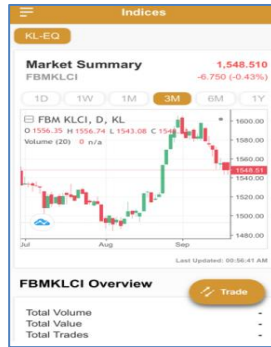 Indices
KL-EQ
Market Summary 1,548.510
FBMKLCI -6.750 (-0.43%)
1D 1W 1M 3M 6M 1Y
FBM KLCI, D, KL
O 1556.35 H 1556.74 L 1543.08 C
Volume (20) 0 n/a
1600.00
1580.00
1560.00
1548.51
1540.00
1520.00
1500.00
1480.00
Jul Aug Sep
Last Updated: 00:56:41 AM
FBMKLCI Overview
Trade
Total Volume -
Total Value -
Total Trades -